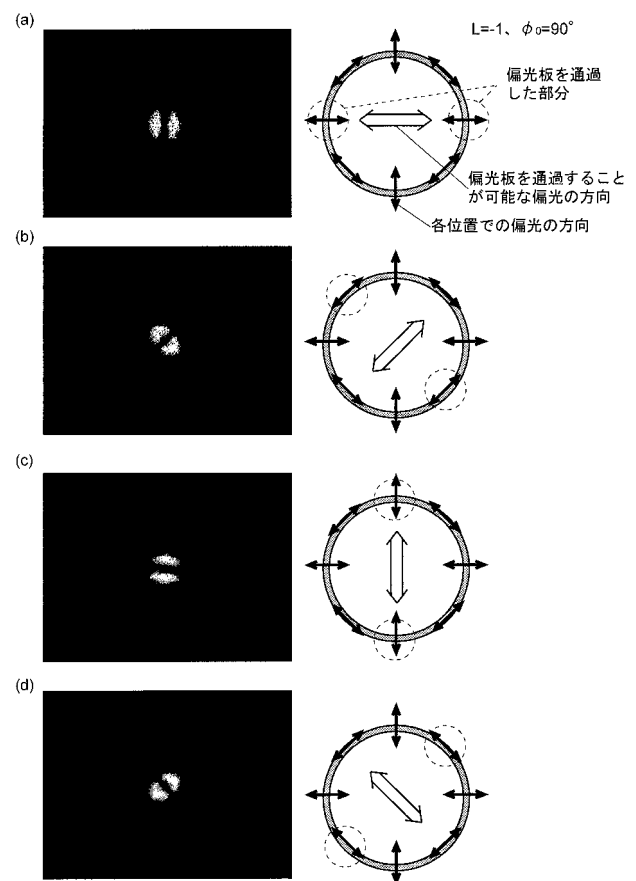 (a)
L=-1、φ₀=90°
偏光板を通過
した部分
偏光板を通過すること
が可能な偏光の方向
各位置での偏光の方向
(b)
(c)
(d)